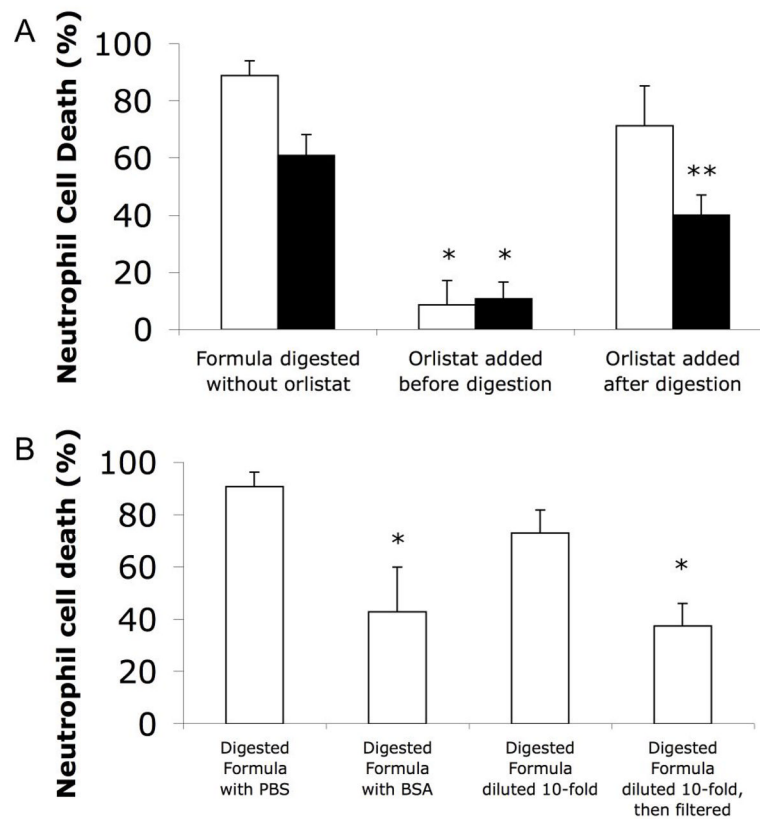 A
Neutrophil Cell Death (%)
100
80
60
40
20
0
*
*
**
Formula digested
without orlistat
Orlistat added
before digestion
Orlistat added
after digestion
B
Neutrophil cell death (%)
100
80
60
40
20
0
*
*
Digested
Formula
with PBS
Digested
Formula
with BSA
Digested
Formula
diluted 10-fold
Digested
Formula
diluted 10-fold,
then filtered